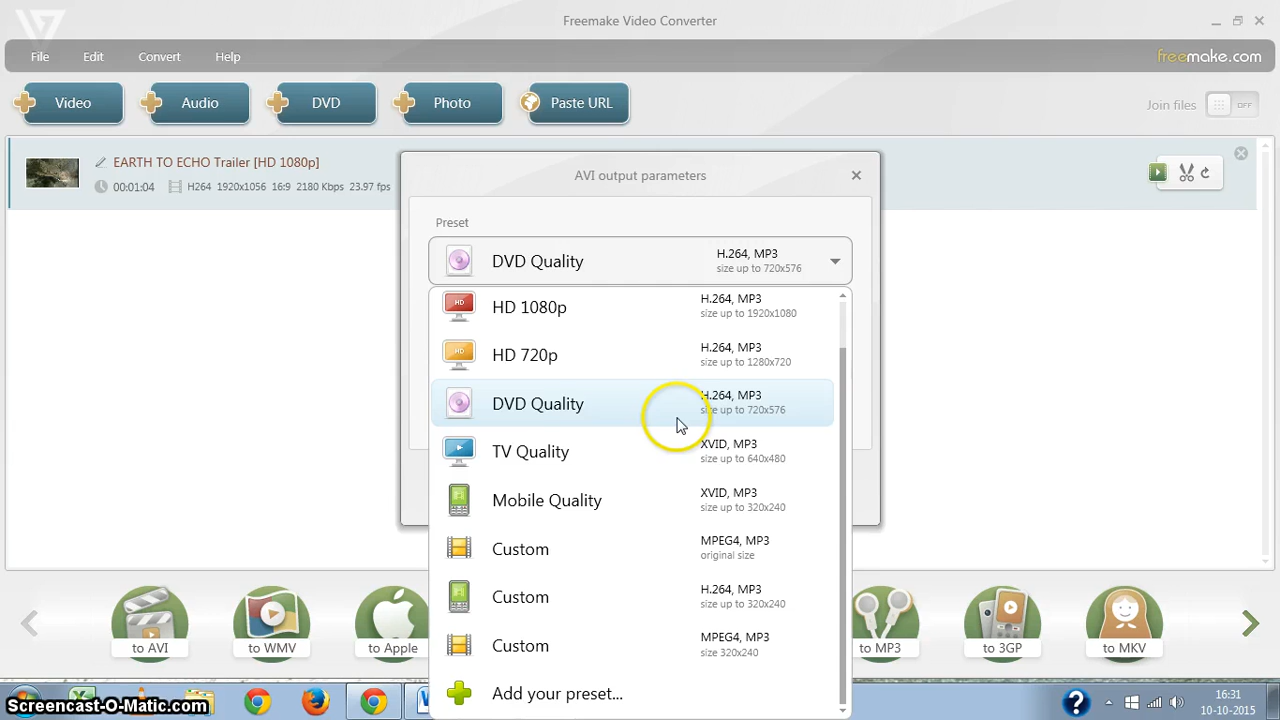 Freemake Video Converter
File Edit Convert Help
freemake.com
Video Audio DVD Photo Paste URL
Join files OFF
EARTH TO ECHO Trailer [HD 1080p]
00:01:04 H264 1920x1056 16:9 2180 Kbps 23.97 fps
AVI output parameters
Preset
DVD Quality H.264, MP3
size up to 720x576
HD 1080p H.264, MP3
size up to 1920x1080
HD 720p H.264, MP3
size up to 1280x720
DVD Quality H.264, MP3
size up to 720x576
TV Quality XVID, MP3
size up to 640x480
Mobile Quality XVID, MP3
size up to 320x240
Custom MPEG4, MP3
original size
Custom H.264, MP3
size up to 320x240
Custom MPEG4, MP3
size 320x240
Add your preset...
to AVI to WMV to Apple to MP3 to 3GP to MKV
Screencast-O-Matic.com
16:31
10-10-2015